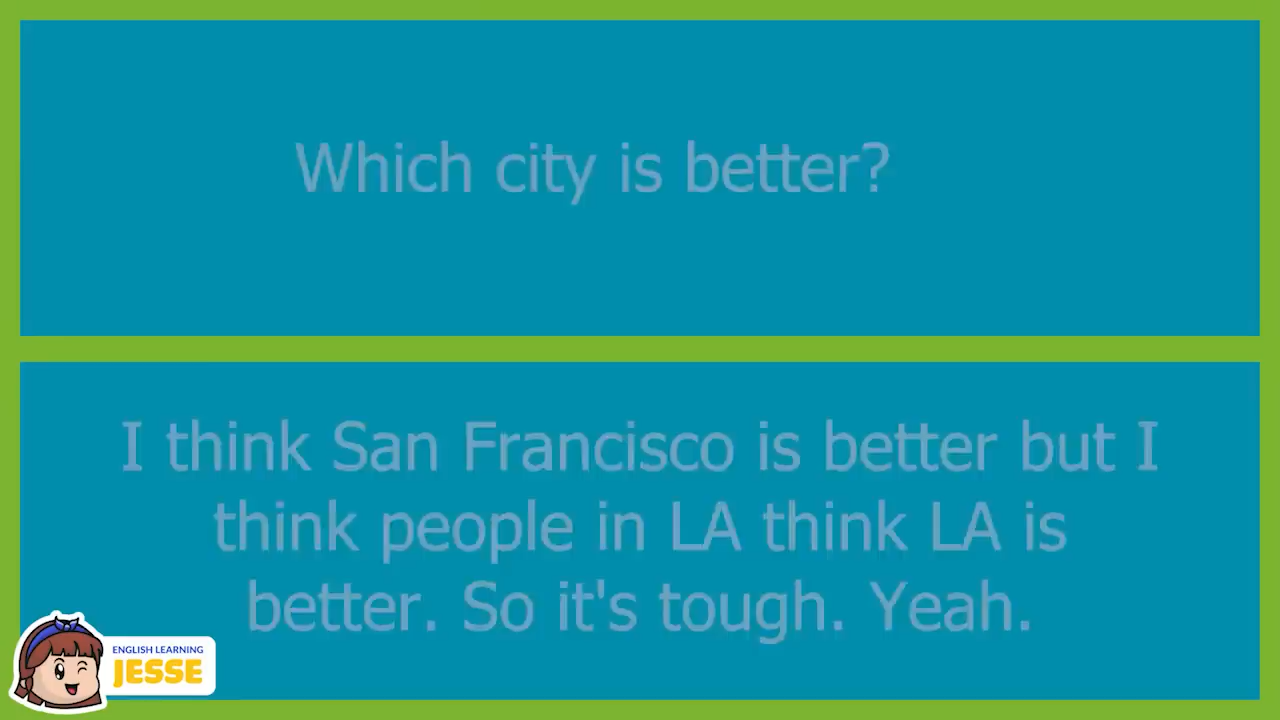 Which city is better?
I think San Francisco is better but I
think people in LA think LA is
better. So it's tough. Yeah.
ENGLISH LEARNING
JESSE